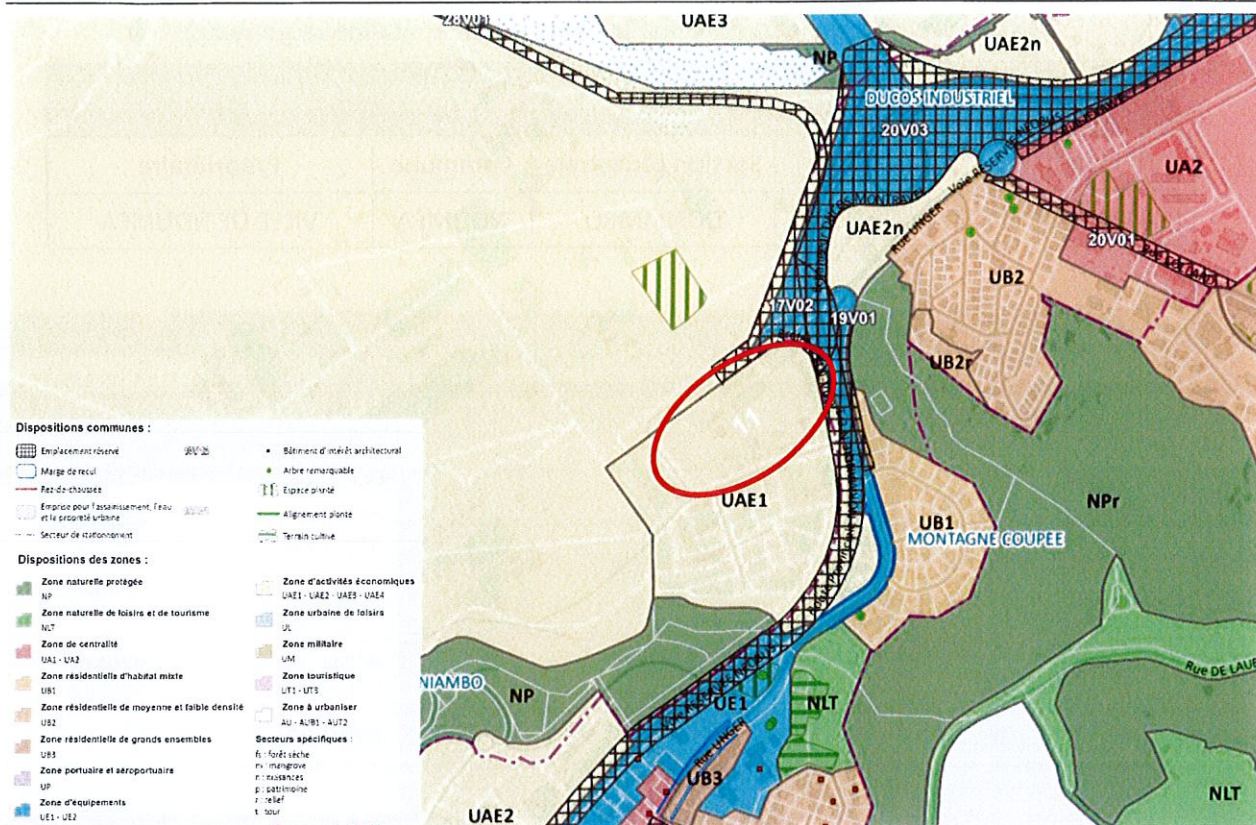 28V01
UAE3
UAE2n
NP
DUCOS INDUSTRIEL
20V03
UA2
UAE2n
Rue UNGER
Voie RESERVE INFOBUS
20V01
UB2
17V02
19V01
UB2r
11
UAE1
NPr
UB1
MONTAGNE COUPEE
Rue DE LAUB
NIAMBO
NP
UE1
NLT
Rue UNGER
UB3
UAE2
NLT
Dispositions communes :
Emplacement réservé
Marge de recul
Rez-de-chaussée
Emprise pour l'assainissement, l'eau
et la propreté urbaine
Secteur de stationnement
Bâtiment d'intérêt architectural
Arbre remarquable
Espace planté
Alignement planté
Terrain cultivé
Dispositions des zones :
Zone naturelle protégée
NP
Zone naturelle de loisirs et de tourisme
NLT
Zone de centralité
UA1 - UA2
Zone résidentielle d'habitat mixte
UB1
Zone résidentielle de moyenne et faible densité
UB2
Zone résidentielle de grands ensembles
UB3
Zone portuaire et aéroportuaire
UP
Zone d'équipements
UE1 - UE2
Zone d'activités économiques
UAE1 - UAE2 - UAE3 - UAE4
Zone urbaine de loisirs
UL
Zone militaire
UM
Zone touristique
UT1 - UT3
Zone à urbaniser
AU - AUB1 - AUT2
Secteurs spécifiques :
fs : forêt sèche
m : mangrove
n : nuisances
p : patrimoine
r : relief
t : tour